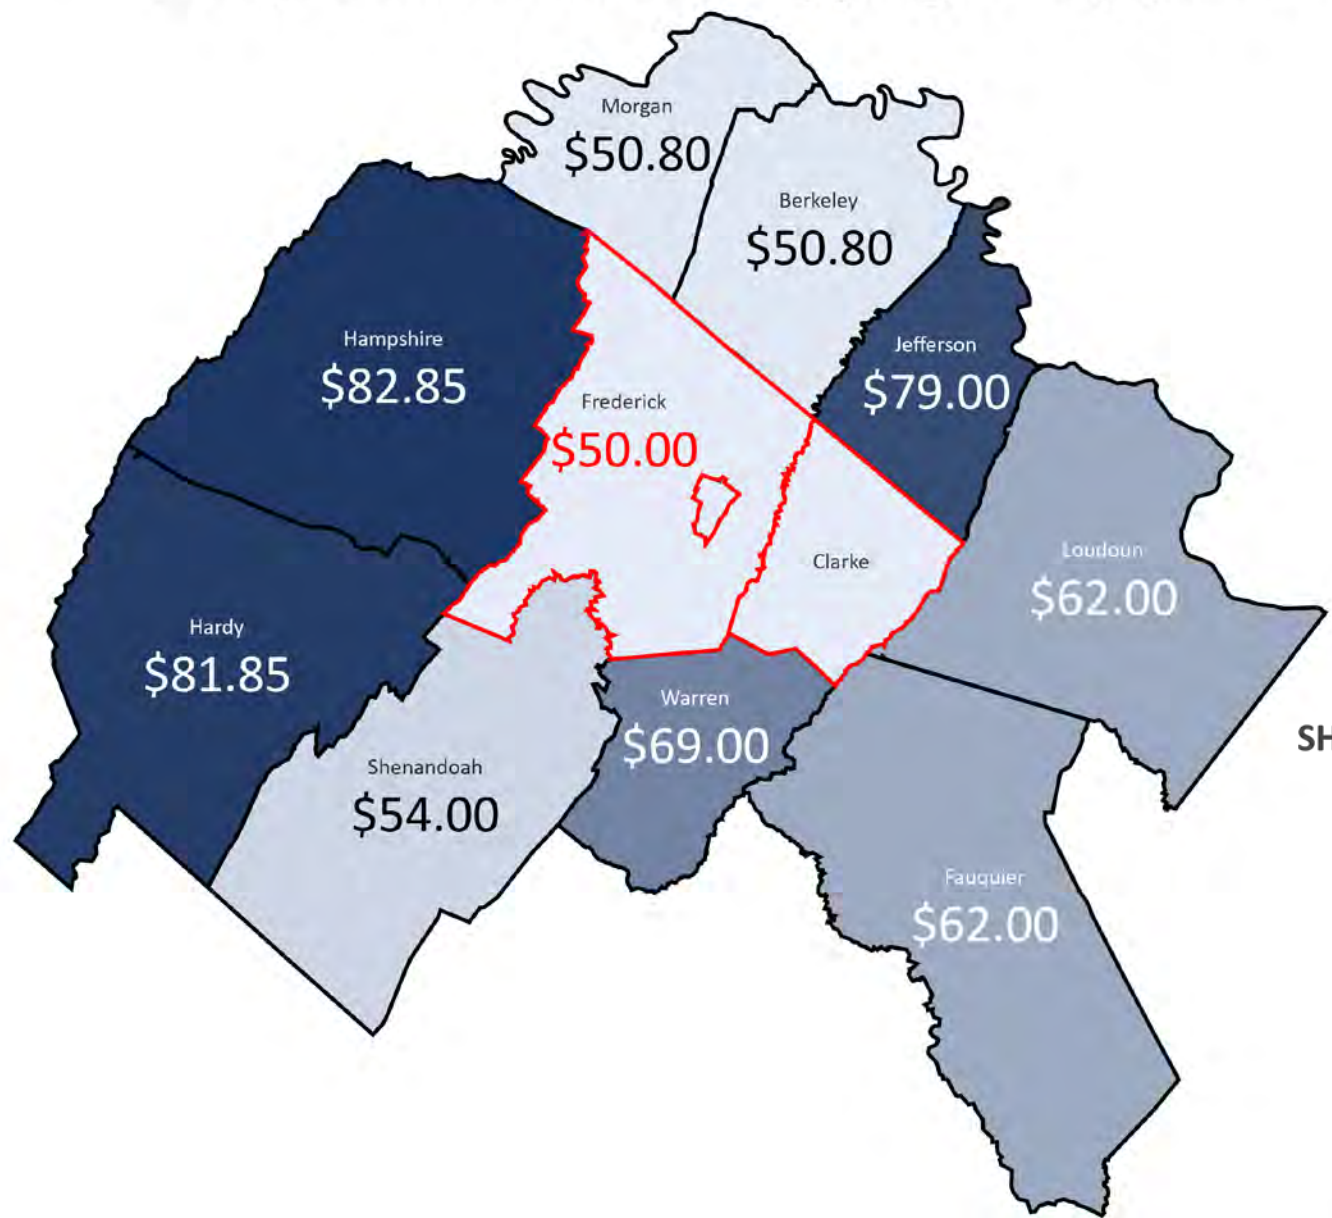 Morgan
$50.80
Berkeley
$50.80
Hampshire
$82.85
Jefferson
$79.00
Frederick
$50.00
Clarke
Loudoun
$62.00
Hardy
$81.85
Warren
$69.00
Shenandoah
$54.00
SH
Fauquier
$62.00